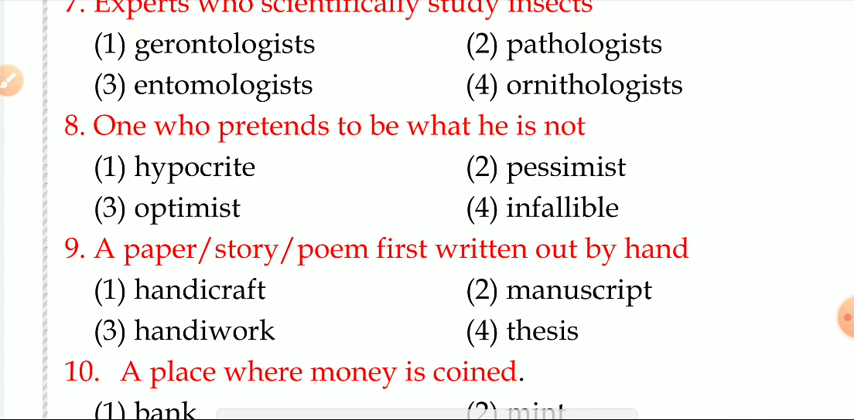 7. Experts who scientifically study insects
(1) gerontologists (2) pathologists
(3) entomologists (4) ornithologists
8. One who pretends to be what he is not
(1) hypocrite (2) pessimist
(3) optimist (4) infallible
9. A paper/story/poem first written out by hand
(1) handicraft (2) manuscript
(3) handiwork (4) thesis
10. A place where money is coined.
(1) bank (2) mint